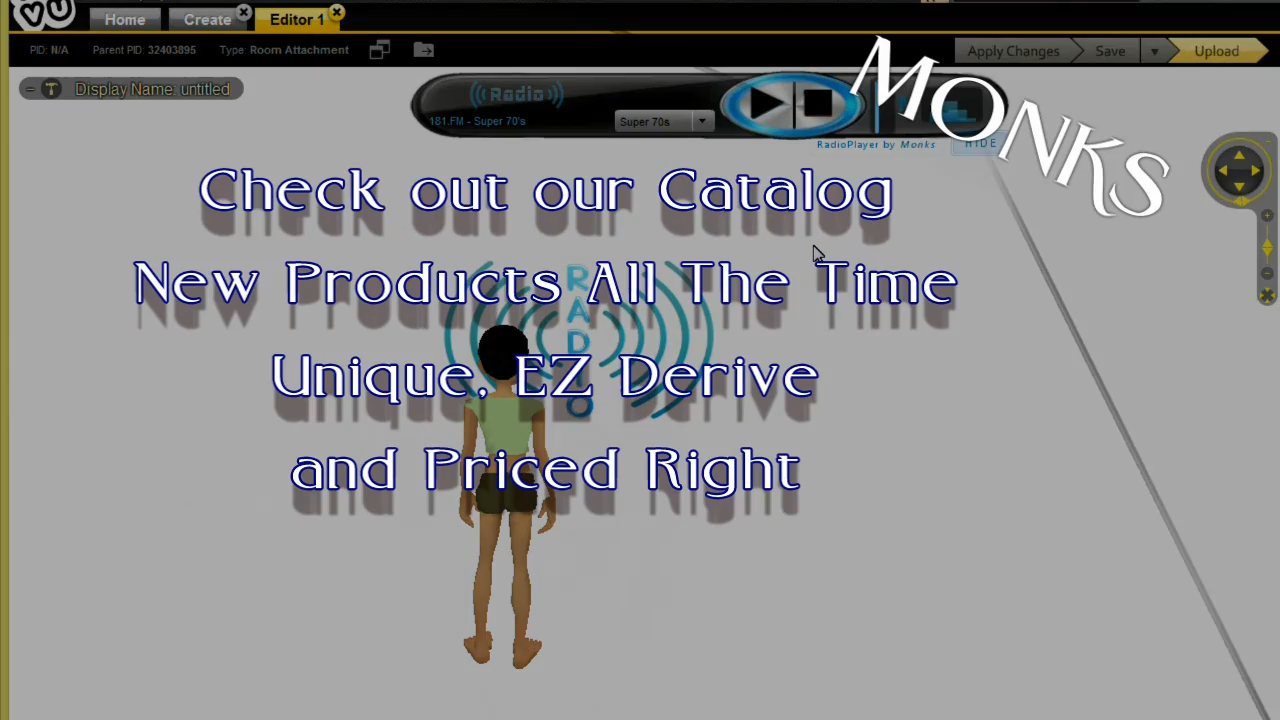 VU
Home
Create
Editor 1
PID: N/A
Parent PID: 32403895
Type: Room Attachment
Apply Changes
Save
Upload
Display Name: untitled
Radio
181.FM - Super 70's
Super 70s
RadioPlayer by Monks
HIDE
MONKS
Check out our Catalog
New Products All The Time
Unique, EZ Derive
and Priced Right
RADIO